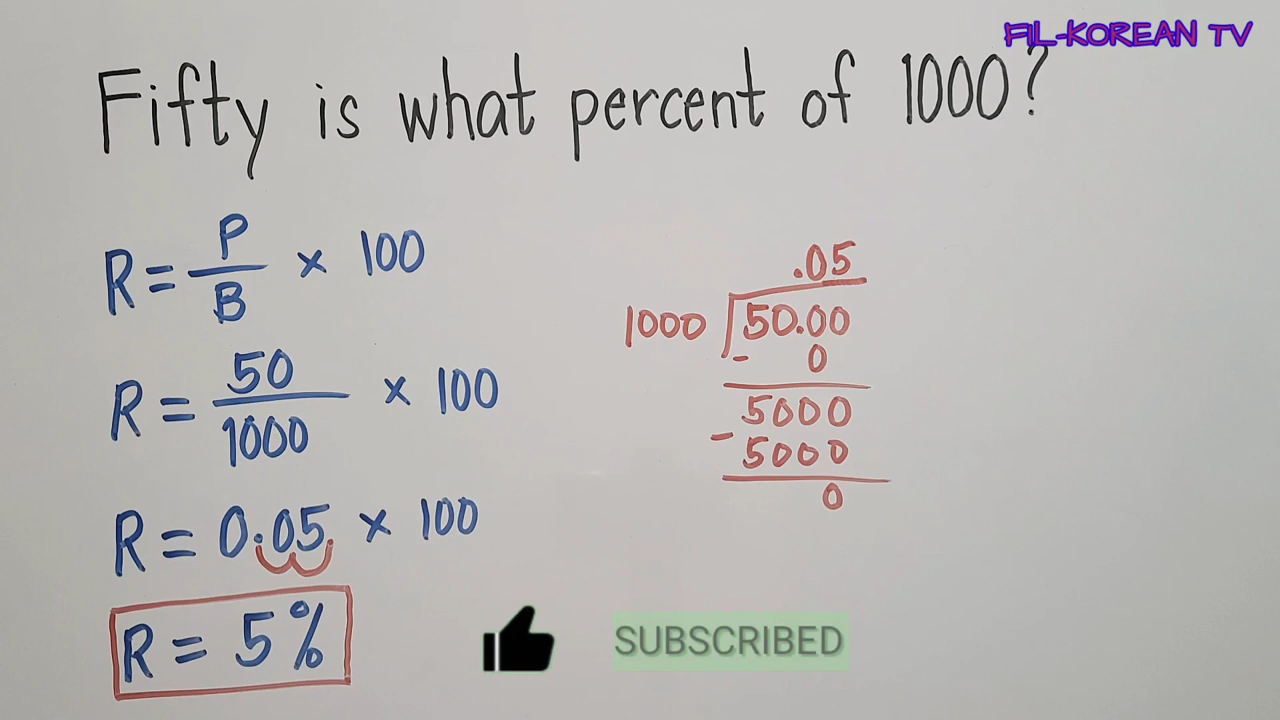 FIL-KOREAN TV
Fifty is what percent of 1000?
R = P/B × 100
R = 50/1000 × 100
R = 0.05 × 100
R = 5%
.05
1000 50.00
- 0
5000
- 5000
0
SUBSCRIBED